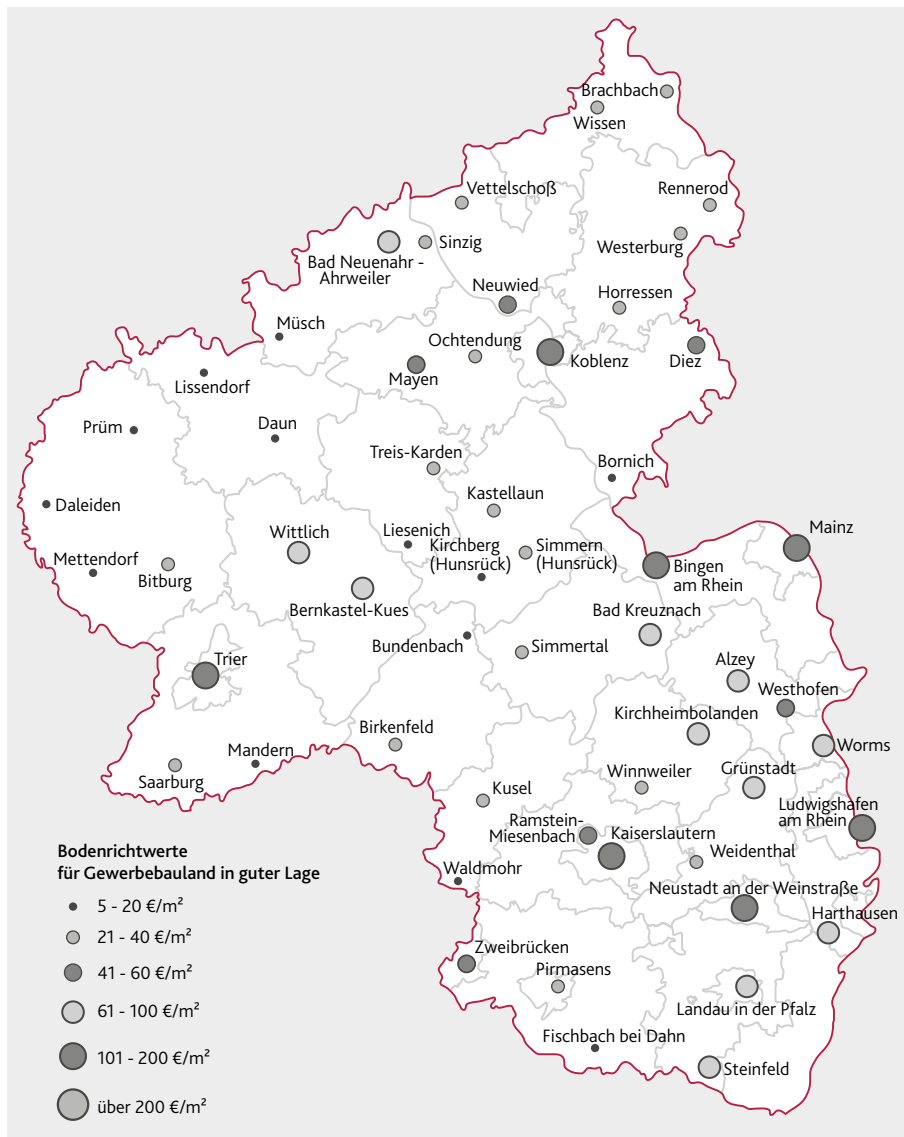 Brachbach
Wissen
Vettelschoß
Rennerod
Sinzig
Westerburg
Bad Neuenahr -
Ahrweiler
Neuwied
Horressen
Müsch
Ochtendung
Koblenz
Diez
Mayen
Lissendorf
Daun
Prüm
Treis-Karden
Bornich
Kastellaun
Daleiden
Wittlich
Liesenich
Mainz
Kirchberg
(Hunsrück)
Simmern
(Hunsrück)
Mettendorf
Bitburg
Bingen
am Rhein
Bernkastel-Kues
Bad Kreuznach
Bundenbach
Simmertal
Trier
Alzey
Westhofen
Kirchheimbolanden
Birkenfeld
Mandern
Worms
Saarburg
Winnweiler
Grünstadt
Kusel
Ludwigshafen
am Rhein
Ramstein-
Miesenbach
Kaiserslautern
Weidenthal
Waldmohr
Neustadt an der Weinstraße
Harthausen
Zweibrücken
Pirmasens
Landau in der Pfalz
Fischbach bei Dahn
Steinfeld
Bodenrichtwerte
für Gewerbebauland in guter Lage
5 - 20 €/m²
21 - 40 €/m²
41 - 60 €/m²
61 - 100 €/m²
101 - 200 €/m²
über 200 €/m²